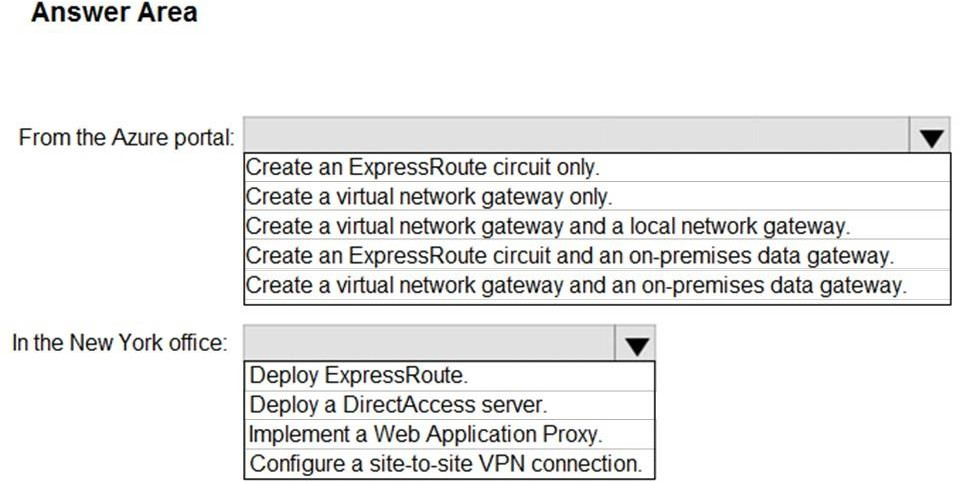 Answer Area
From the Azure portal:
Create an ExpressRoute circuit only.
Create a virtual network gateway only.
Create a virtual network gateway and a local network gateway.
Create an ExpressRoute circuit and an on-premises data gateway.
Create a virtual network gateway and an on-premises data gateway.
In the New York office:
Deploy ExpressRoute.
Deploy a DirectAccess server.
Implement a Web Application Proxy.
Configure a site-to-site VPN connection.